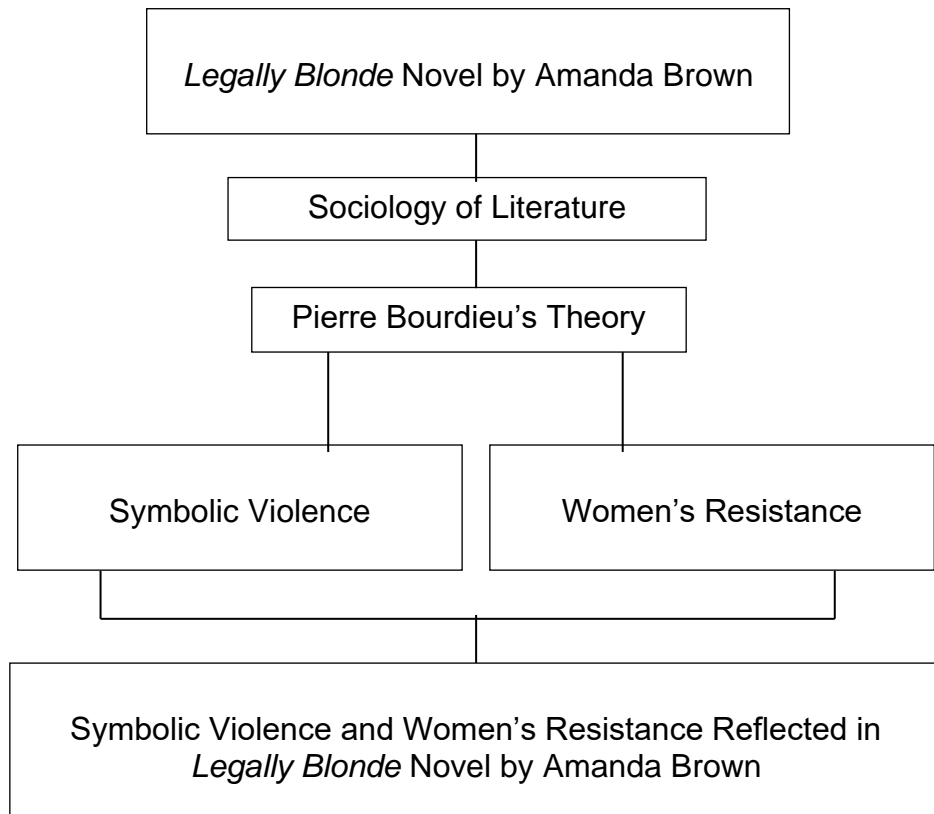 Legally Blonde Novel by Amanda Brown
Sociology of Literature
Pierre Bourdieu’s Theory
Symbolic Violence
Women’s Resistance
Symbolic Violence and Women’s Resistance Reflected in
Legally Blonde Novel by Amanda Brown